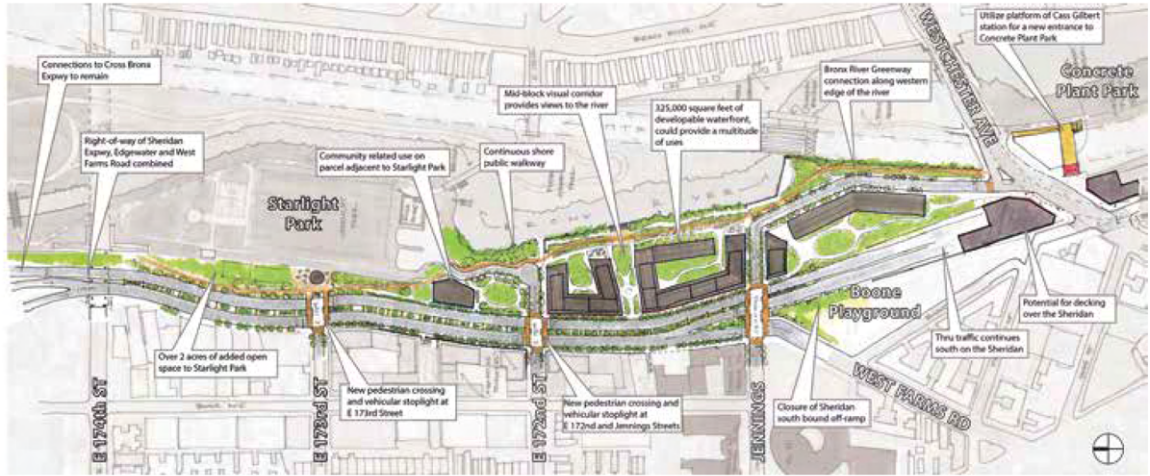 Utilize platform of Cass Gilbert
station for a new entrance to
Concrete Plant Park
WESTCHESTER AVE
Concrete
Plant Park
Connections to Cross Bronx
Expwy to remain
Mid-block visual corridor
provides views to the river
Bronx River Greenway
connection along western
edge of the river
325,000 square feet of
developable waterfront,
could provide a multitude
of uses
Right-of-way of Sheridan
Expwy, Edgewater and West
Farms Road combined
Community related use on
parcel adjacent to Starlight Park
Continuous shore
public walkway
Starlight
Park
Boone
Playground
Potential for decking
over the Sheridan
Thru traffic continues
south on the Sheridan
Over 2 acres of added open
space to Starlight Park
New pedestrian crossing
and vehicular stoplight at
E 173rd Street
New pedestrian crossing and
vehicular stoplight at
E 172nd and Jennings Streets
Closure of Sheridan
south bound off-ramp
WEST FARMS RD
E 174th ST
E 173rd ST
E 172nd ST
JENNINGS